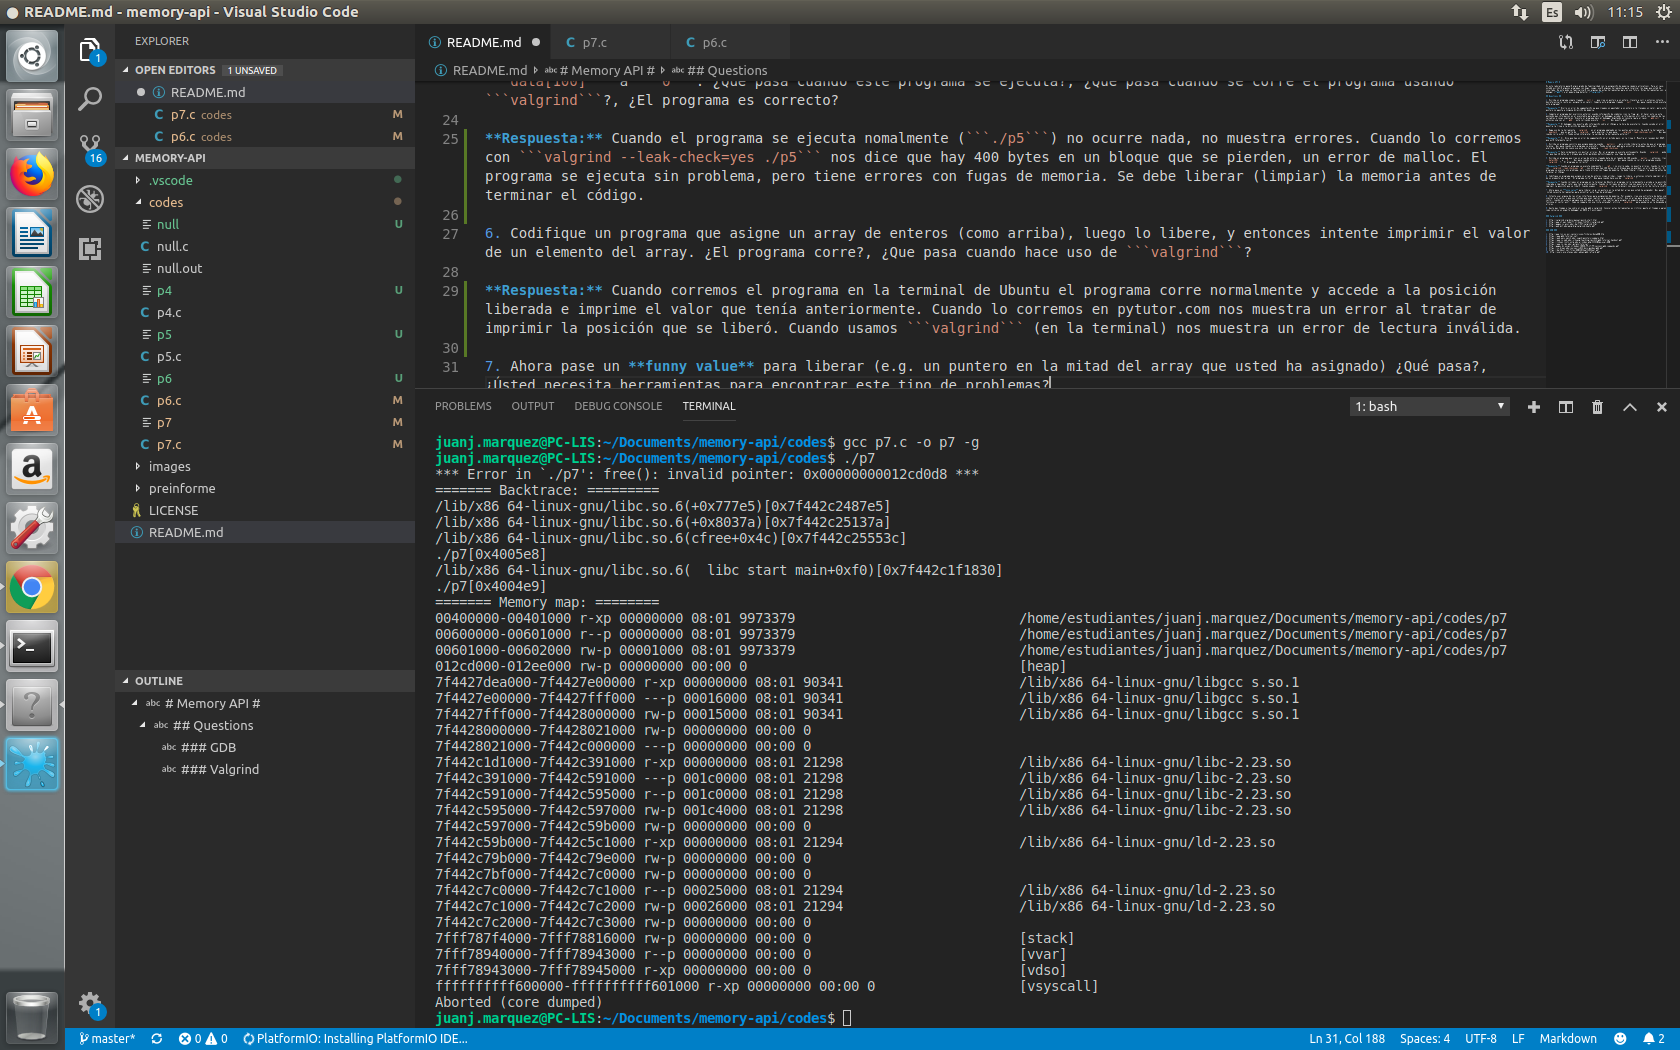 README.md - memory-api - Visual Studio Code
Es
11:15
EXPLORER
OPEN EDITORS 1 UNSAVED
README.md
C p7.c codes M
C p6.c codes M
MEMORY-API
.vscode
codes
null U
C null.c
null.out
p4 U
C p4.c
p5 U
C p5.c
p6 U
C p6.c M
p7 M
C p7.c M
images
preinforme
LICENSE
README.md
OUTLINE
abc # Memory API #
abc ## Questions
abc ### GDB
abc ### Valgrind
1
16
1
README.md
C p7.c
C p6.c
README.md abc # Memory API # abc ## Questions
```valgrind```?, ¿El programa es correcto?
24
25 **Respuesta:** Cuando el programa se ejecuta nomalmente (```./p5```) no ocurre nada, no muestra errores. Cuando lo corremos
con ```valgrind --leak-check=yes ./p5``` nos dice que hay 400 bytes en un bloque que se pierden, un error de malloc. El
programa se ejecuta sin problema, pero tiene errores con fugas de memoria. Se debe liberar (limpiar) la memoria antes de
terminar el código.
26
27 6. Codifique un programa que asigne un array de enteros (como arriba), luego lo libere, y entonces intente imprimir el valor
de un elemento del array. ¿El programa corre?, ¿Que pasa cuando hace uso de ```valgrind```?
28
29 **Respuesta:** Cuando corremos el programa en la terminal de Ubuntu el programa corre normalmente y accede a la posición
liberada e imprime el valor que tenía anteriormente. Cuando lo corremos en pytutor.com nos muestra un error al tratar de
imprimir la posición que se liberó. Cuando usamos ```valgrind``` (en la terminal) nos muestra un error de lectura inválida.
30
31 7. Ahora pase un **funny value** para liberar (e.g. un puntero en la mitad del array que usted ha asignado) ¿Qué pasa?,
¿Usted necesita herramientas para encontrar este tipo de problemas?
PROBLEMS OUTPUT DEBUG CONSOLE TERMINAL
1: bash
juanj.marquez@PC-LIS:~/Documents/memory-api/codes$ gcc p7.c -o p7 -g
juanj.marquez@PC-LIS:~/Documents/memory-api/codes$ ./p7
*** Error in `./p7': free(): invalid pointer: 0x00000000012cd0d8 ***
======= Backtrace: =========
/lib/x86 64-linux-gnu/libc.so.6(+0x777e5)[0x7f442c2487e5]
/lib/x86 64-linux-gnu/libc.so.6(+0x8037a)[0x7f442c25137a]
/lib/x86 64-linux-gnu/libc.so.6(cfree+0x4c)[0x7f442c25553c]
./p7[0x4005e8]
/lib/x86 64-linux-gnu/libc.so.6(  libc start main+0xf0)[0x7f442c1f1830]
./p7[0x4004e9]
======= Memory map: ========
00400000-00401000 r-xp 00000000 08:01 9973379 /home/estudiantes/juanj.marquez/Documents/memory-api/codes/p7
00600000-00601000 r--p 00000000 08:01 9973379 /home/estudiantes/juanj.marquez/Documents/memory-api/codes/p7
00601000-00602000 rw-p 00001000 08:01 9973379 /home/estudiantes/juanj.marquez/Documents/memory-api/codes/p7
012cd000-012ee000 rw-p 00000000 00:00 0 [heap]
7f4427dea000-7f4427e00000 r-xp 00000000 08:01 90341 /lib/x86 64-linux-gnu/libgcc s.so.1
7f4427e00000-7f4427fff000 ---p 00016000 08:01 90341 /lib/x86 64-linux-gnu/libgcc s.so.1
7f4427fff000-7f4428000000 rw-p 00015000 08:01 90341 /lib/x86 64-linux-gnu/libgcc s.so.1
7f4428000000-7f4428021000 rw-p 00000000 00:00 0
7f4428021000-7f442c000000 ---p 00000000 00:00 0
7f442c1d1000-7f442c391000 r-xp 00000000 08:01 21298 /lib/x86 64-linux-gnu/libc-2.23.so
7f442c391000-7f442c591000 ---p 001c0000 08:01 21298 /lib/x86 64-linux-gnu/libc-2.23.so
7f442c591000-7f442c595000 r--p 001c0000 08:01 21298 /lib/x86 64-linux-gnu/libc-2.23.so
7f442c595000-7f442c597000 rw-p 001c4000 08:01 21298 /lib/x86 64-linux-gnu/libc-2.23.so
7f442c597000-7f442c59b000 rw-p 00000000 00:00 0
7f442c59b000-7f442c5c1000 r-xp 00000000 08:01 21294 /lib/x86 64-linux-gnu/ld-2.23.so
7f442c79b000-7f442c79e000 rw-p 00000000 00:00 0
7f442c7bf000-7f442c7c0000 rw-p 00000000 00:00 0
7f442c7c0000-7f442c7c1000 r--p 00025000 08:01 21294 /lib/x86 64-linux-gnu/ld-2.23.so
7f442c7c1000-7f442c7c2000 rw-p 00026000 08:01 21294 /lib/x86 64-linux-gnu/ld-2.23.so
7f442c7c2000-7f442c7c3000 rw-p 00000000 00:00 0
7fff787f4000-7fff78816000 rw-p 00000000 00:00 0 [stack]
7fff78940000-7fff78943000 r--p 00000000 00:00 0 [vvar]
7fff78943000-7fff78945000 r-xp 00000000 00:00 0 [vdso]
ffffffffff600000-ffffffffff601000 r-xp 00000000 00:00 0 [vsyscall]
Aborted (core dumped)
juanj.marquez@PC-LIS:~/Documents/memory-api/codes$
master* 0 0 PlatformIO: Installing PlatformIO IDE... Ln 31, Col 188 Spaces: 4 UTF-8 LF Markdown 2